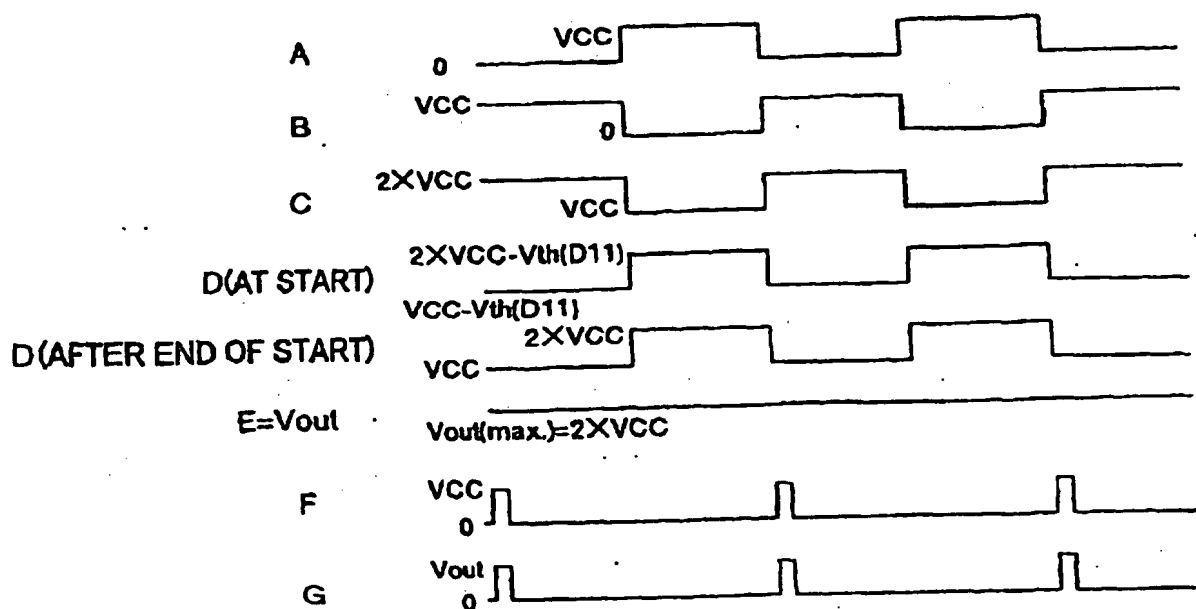 A
VCC
0
B
VCC
0
C
2XVCC
VCC
D(AT START)
2XVCC-Vth(D11)
VCC-Vth(D11)
D(AFTER END OF START)
2XVCC
VCC
E=Vout
Vout(max.)=2XVCC
F
VCC
0
G
Vout
0